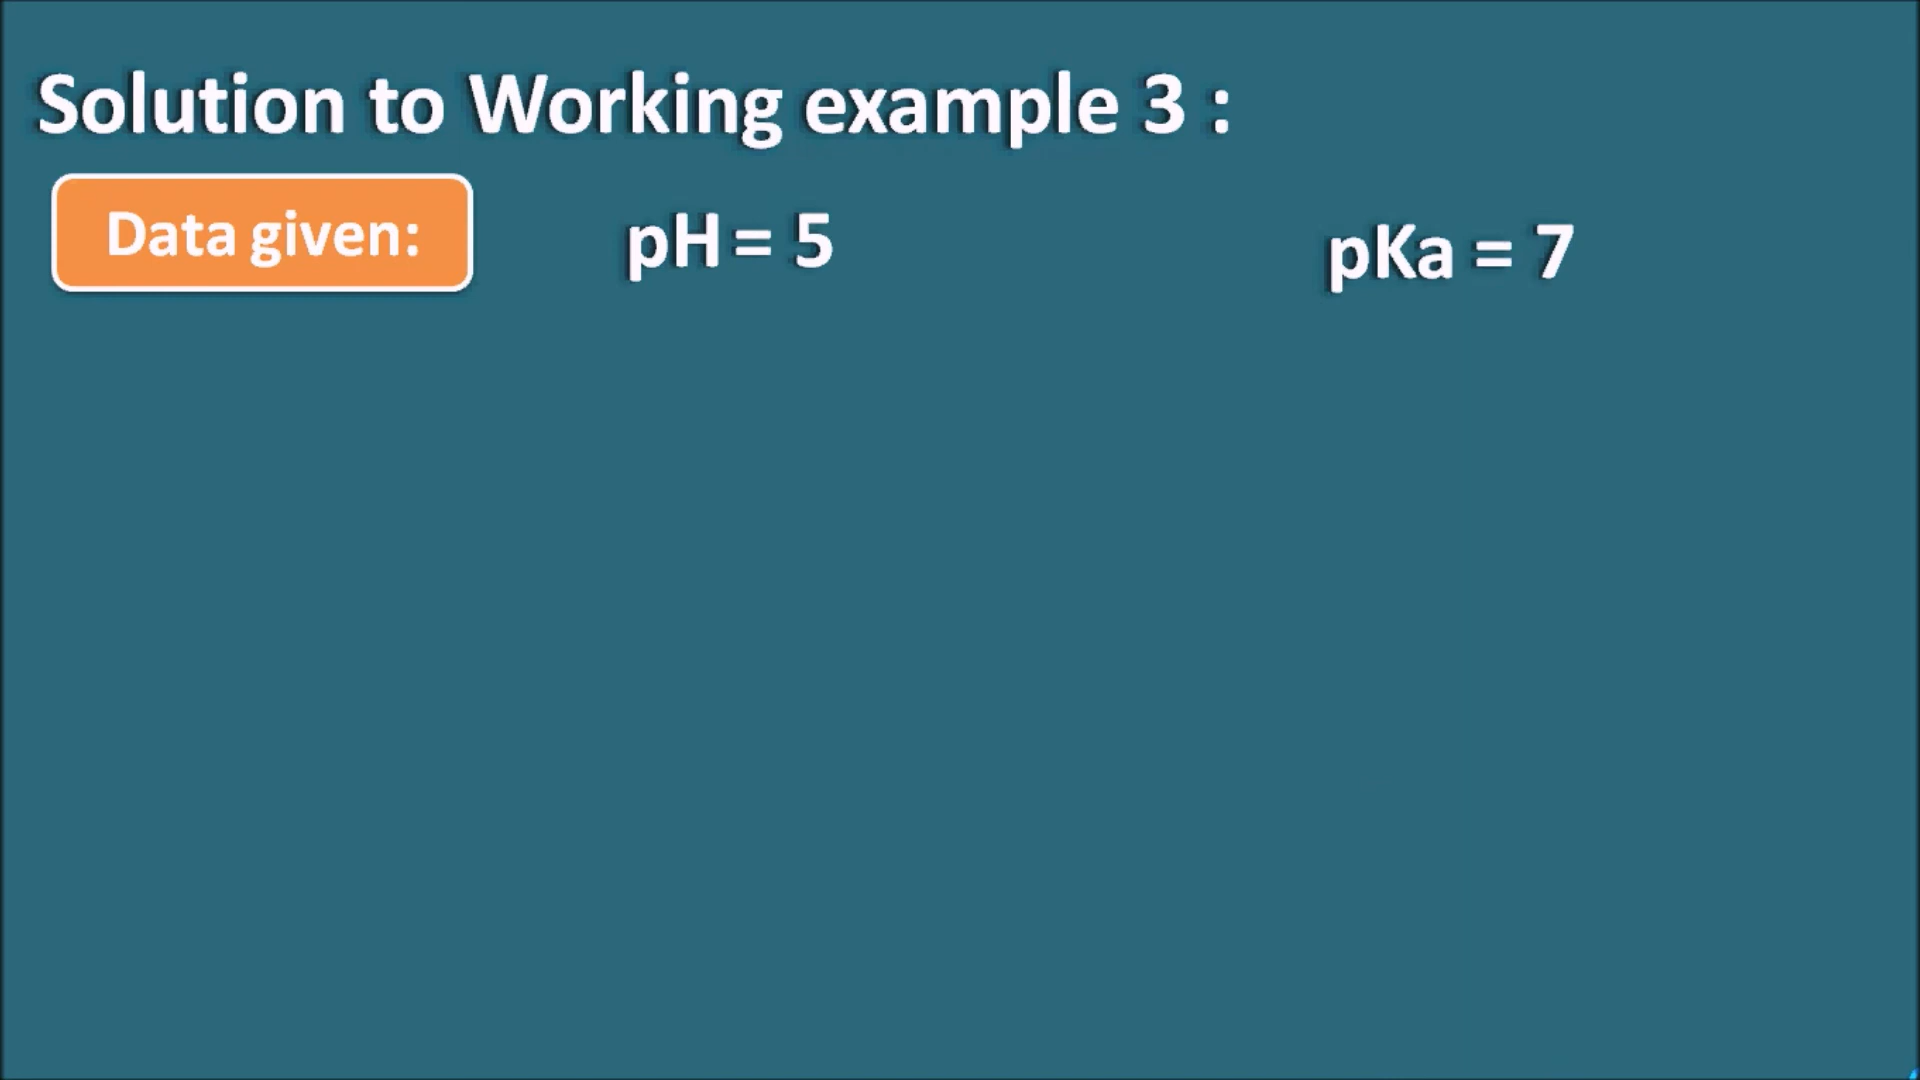 Solution to Working example 3 :
Data given: pH = 5 pKa = 7